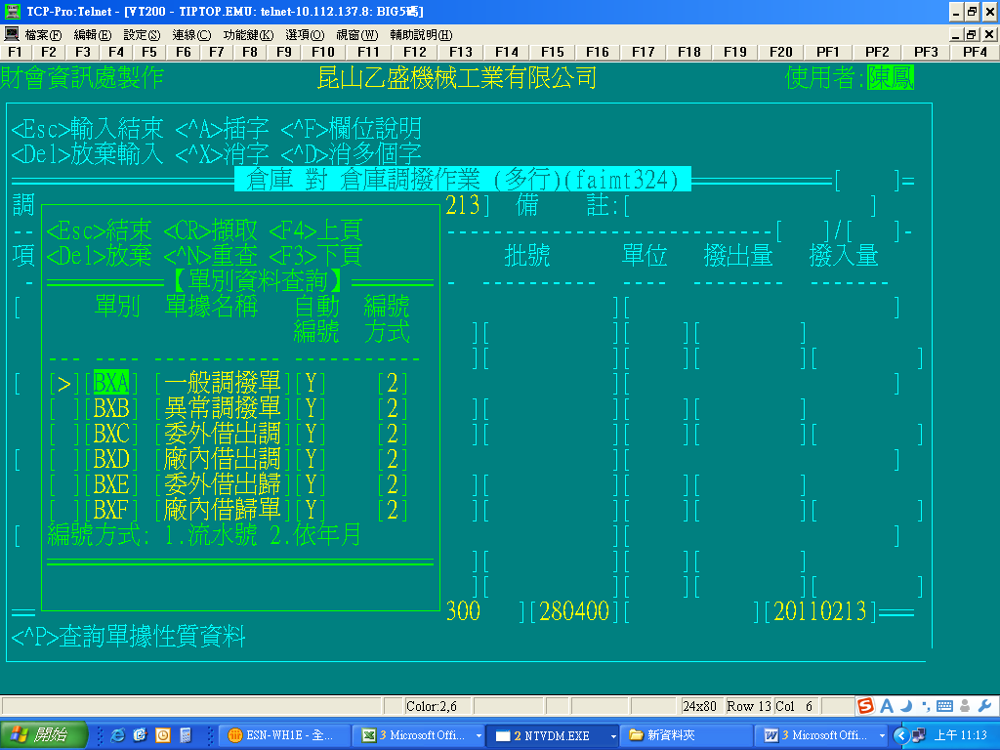 TCP-Pro:Telnet - [VT200 - TIPTOP.EMU: telnet-10.112.137.8: BIG5碼]
檔案(F) 編輯(E) 設定(S) 連線(C) 功能鍵(K) 選項(O) 視窗(W) 輔助說明(H)
F1 F2 F3 F4 F5 F6 F7 F8 F9 F10 F11 F12 F13 F14 F15 F16 F17 F18 F19 F20 PF1 PF2 PF3 PF4
財會資訊處製作 昆山乙盛機械工業有限公司 使用者:陳鳳
<Esc>輸入結束 <^A>插字 <^F>欄位說明
<Del>放棄輸入 <^X>消字 <^D>消多個字
倉庫 對 倉庫調撥作業 (多行)(faimt324) [ ]=
調 213] 備 註:[ ]
<Esc>結束 <CR>擷取 <F4>上頁 [ ]/[ ]-
<Del>放棄 <^N>重查 <F3>下頁
項 批號 單位 撥出量 撥入量
【單別資料查詢】
單別 單據名稱 自動 編號
編號 方式
[>][BXA] [一般調撥單][Y] [2]
[ ][BXB] [異常調撥單][Y] [2]
[ ][BXC] [委外借出調][Y] [2]
[ ][BXD] [廠內借出調][Y] [2]
[ ][BXE] [委外借出歸][Y] [2]
[ ][BXF] [廠內借歸單][Y] [2]
編號方式: 1.流水號 2.依年月
300 ][280400][ ][20110213]
<^P>查詢單據性質資料
Color:2,6 24x80 Row 13 Col 6
開始 ESN-WH1E - 全... 3 Microsoft Offi... 2 NTVDM.EXE 新資料夾 3 Microsoft Offi... 上午 11:13